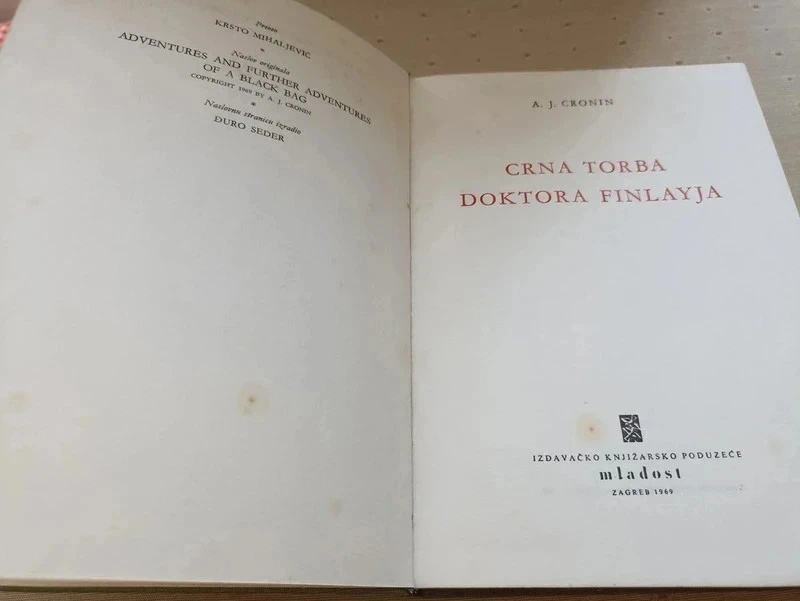 Preveo
KRSTO MIHALJEVIĆ
*
Naslov originala
ADVENTURES AND FURTHER ADVENTURES
OF A BLACK BAG
COPYRIGHT 1969 BY A. J. CRONIN
*
Naslovnu stranicu izradio
ĐURO SEDER
A. J. CRONIN
CRNA TORBA
DOKTORA FINLAYJA
IZDAVAČKO KNJIŽARSKO PODUZEĆE
mladost
ZAGREB 1969